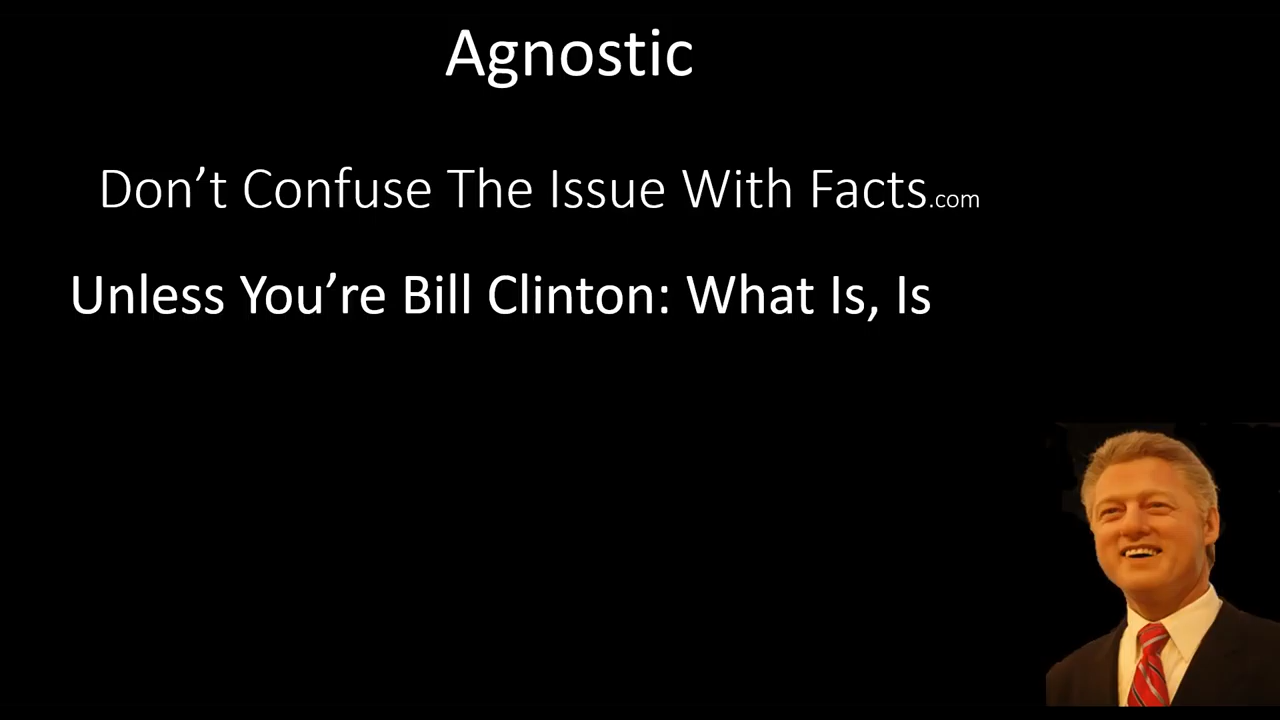 Agnostic
Don’t Confuse The Issue With Facts.com
Unless You’re Bill Clinton: What Is, Is